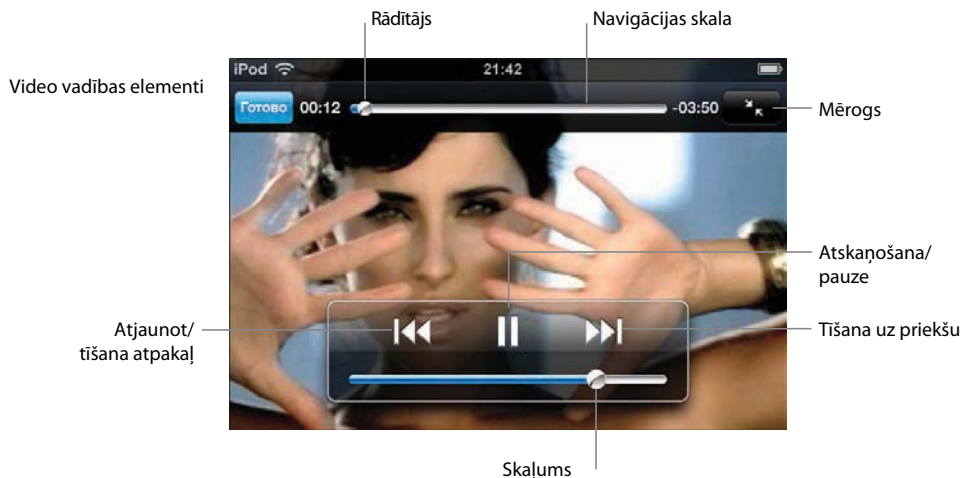 Rādītājs
Navigācijas skala
iPod
21:42
Video vadības elementi
Готово 00:12 -03:50
Mērogs
Atskaņošana/
pauze
Atjaunot/
tīšana atpakaļ
Tīšana uz priekšu
Skaļums